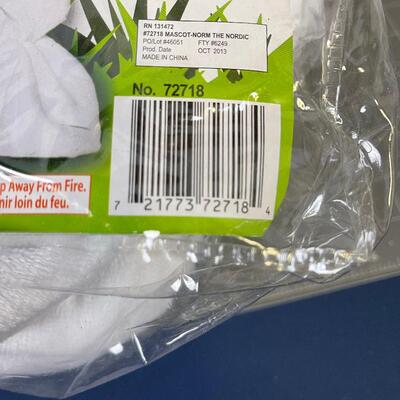 RN 131472
#72718 MASCOT-NORM THE NORDIC
PO/Lot #46051 FTY #6249
Prod. Date OCT 2013
MADE IN CHINA
No. 72718
p Away From Fire.
nir loin du feu.
7 21773 72718 4